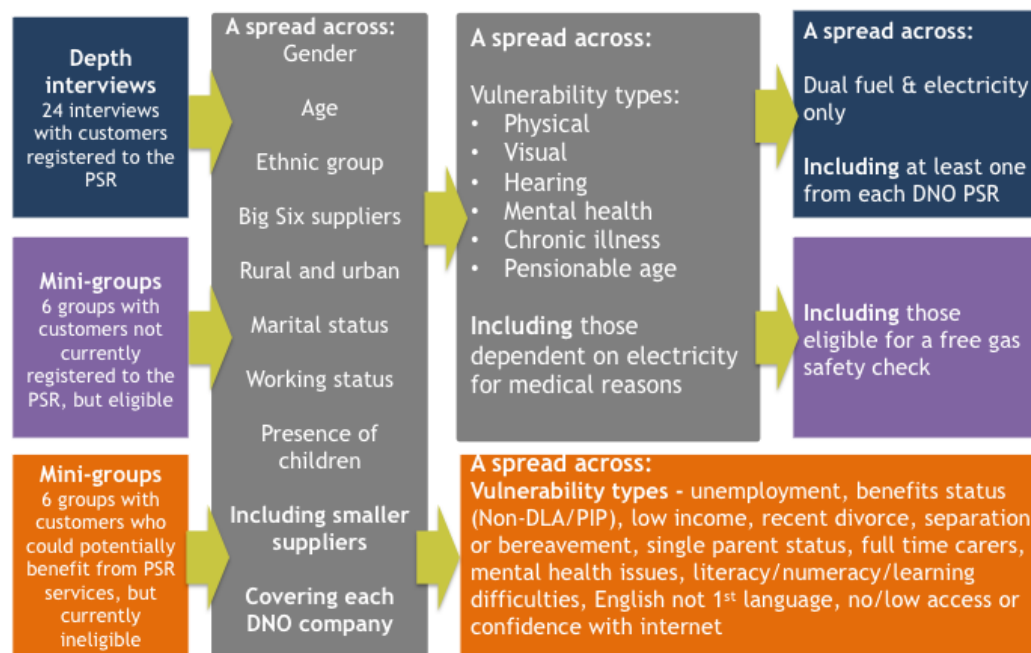 Depth
interviews
24 interviews
with customers
registered to the
PSR
Mini-groups
6 groups with
customers not
currently
registered to the
PSR, but eligible
Mini-groups
6 groups with
customers who
could potentially
benefit from PSR
services, but
currently
ineligible
A spread across:
Gender
Age
Ethnic group
Big Six suppliers
Rural and urban
Marital status
Working status
Presence of
children
Including smaller
suppliers
Covering each
DNO company
A spread across:
Vulnerability types:
• Physical
• Visual
• Hearing
• Mental health
• Chronic illness
• Pensionable age
Including those
dependent on electricity
for medical reasons
A spread across:
Dual fuel & electricity
only
Including at least one
from each DNO PSR
Including those
eligible for a free gas
safety check
A spread across:
Vulnerability types - unemployment, benefits status
(Non-DLA/PIP), low income, recent divorce, separation
or bereavement, single parent status, full time carers,
mental health issues, literacy/numeracy/learning
difficulties, English not 1st language, no/low access or
confidence with internet